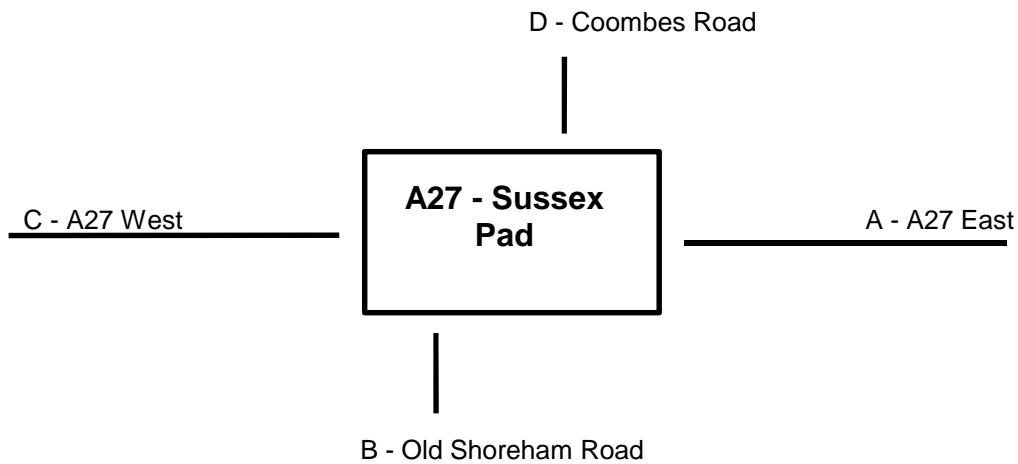 D - Coombes Road
A27 - Sussex
Pad
C - A27 West
A - A27 East
B - Old Shoreham Road